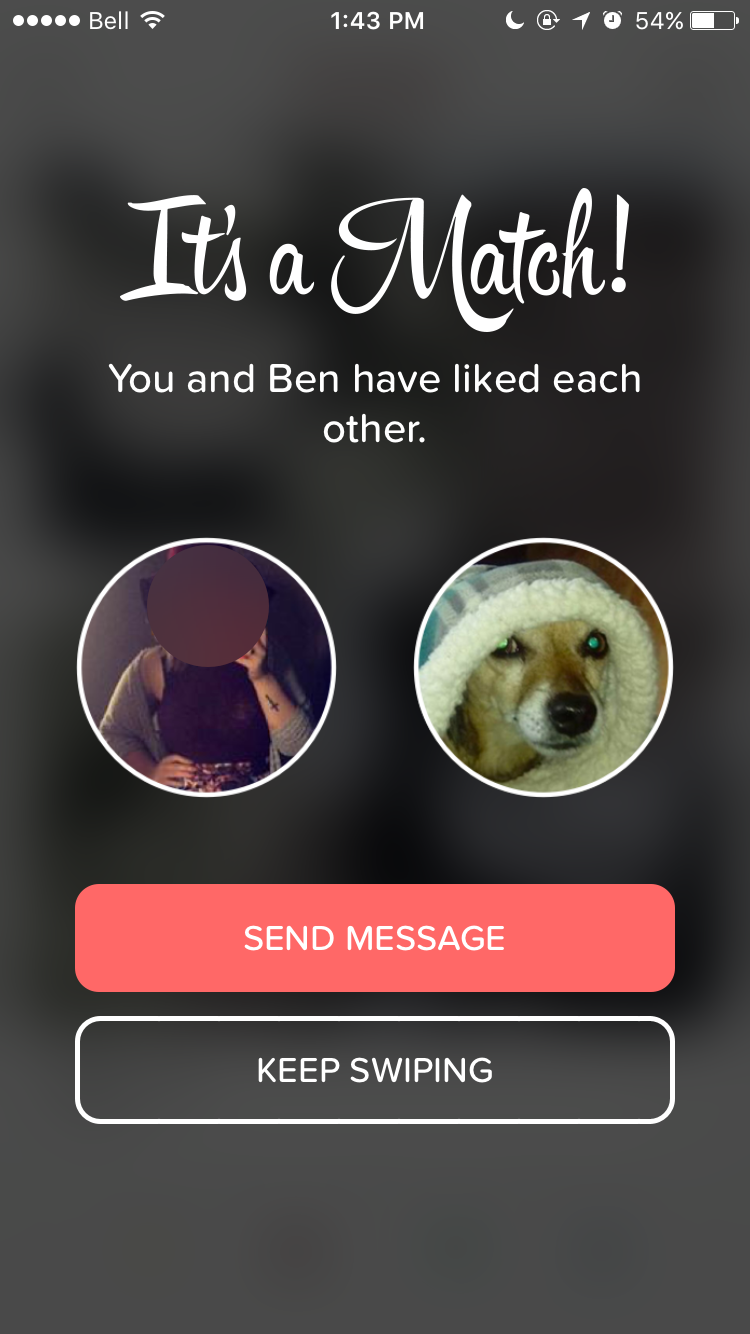 Bell 1:43 PM 54%
It's a Match!
You and Ben have liked each
other.
SEND MESSAGE
KEEP SWIPING